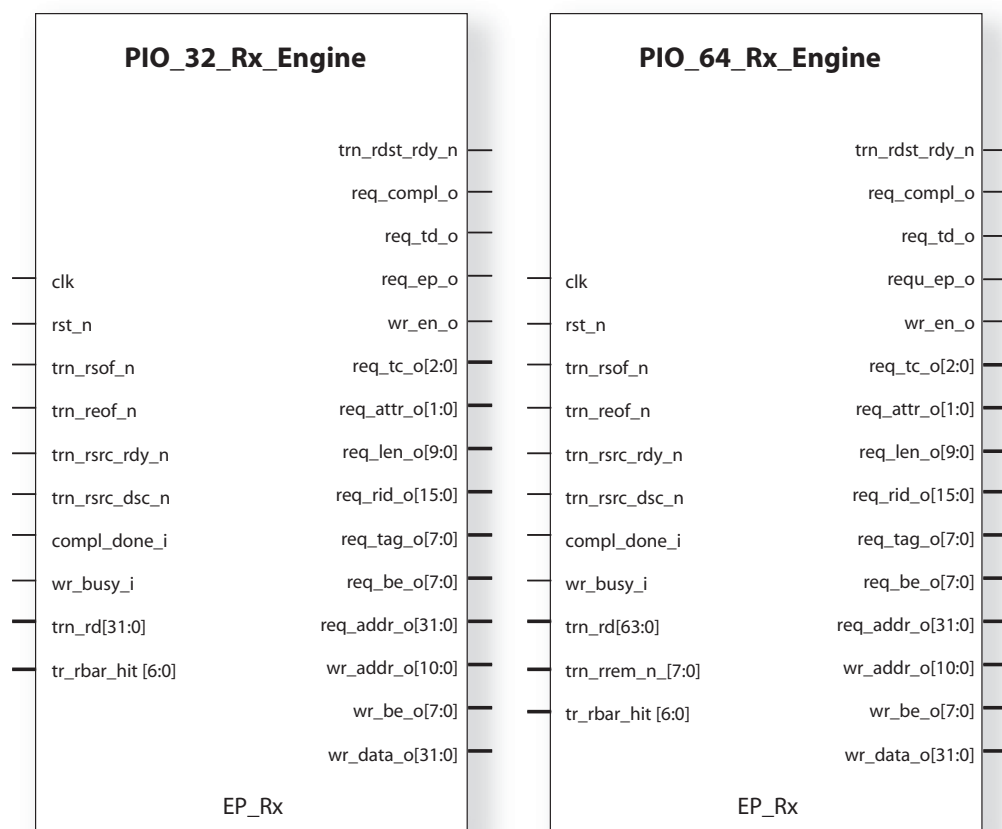 PIO_32_Rx_Engine
trn_rdst_rdy_n
req_compl_o
req_td_o
clk
req_ep_o
rst_n
wr_en_o
trn_rsof_n
req_tc_o[2:0]
trn_reof_n
req_attr_o[1:0]
trn_rsrc_rdy_n
req_len_o[9:0]
trn_rsrc_dsc_n
req_rid_o[15:0]
compl_done_i
req_tag_o[7:0]
wr_busy_i
req_be_o[7:0]
trn_rd[31:0]
req_addr_o[31:0]
tr_rbar_hit [6:0]
wr_addr_o[10:0]
wr_be_o[7:0]
wr_data_o[31:0]
EP_Rx
PIO_64_Rx_Engine
trn_rdst_rdy_n
req_compl_o
req_td_o
clk
requ_ep_o
rst_n
wr_en_o
trn_rsof_n
req_tc_o[2:0]
trn_reof_n
req_attr_o[1:0]
trn_rsrc_rdy_n
req_len_o[9:0]
trn_rsrc_dsc_n
req_rid_o[15:0]
compl_done_i
req_tag_o[7:0]
wr_busy_i
req_be_o[7:0]
trn_rd[63:0]
req_addr_o[31:0]
trn_rrem_n_[7:0]
wr_addr_o[10:0]
tr_rbar_hit [6:0]
wr_be_o[7:0]
wr_data_o[31:0]
EP_Rx